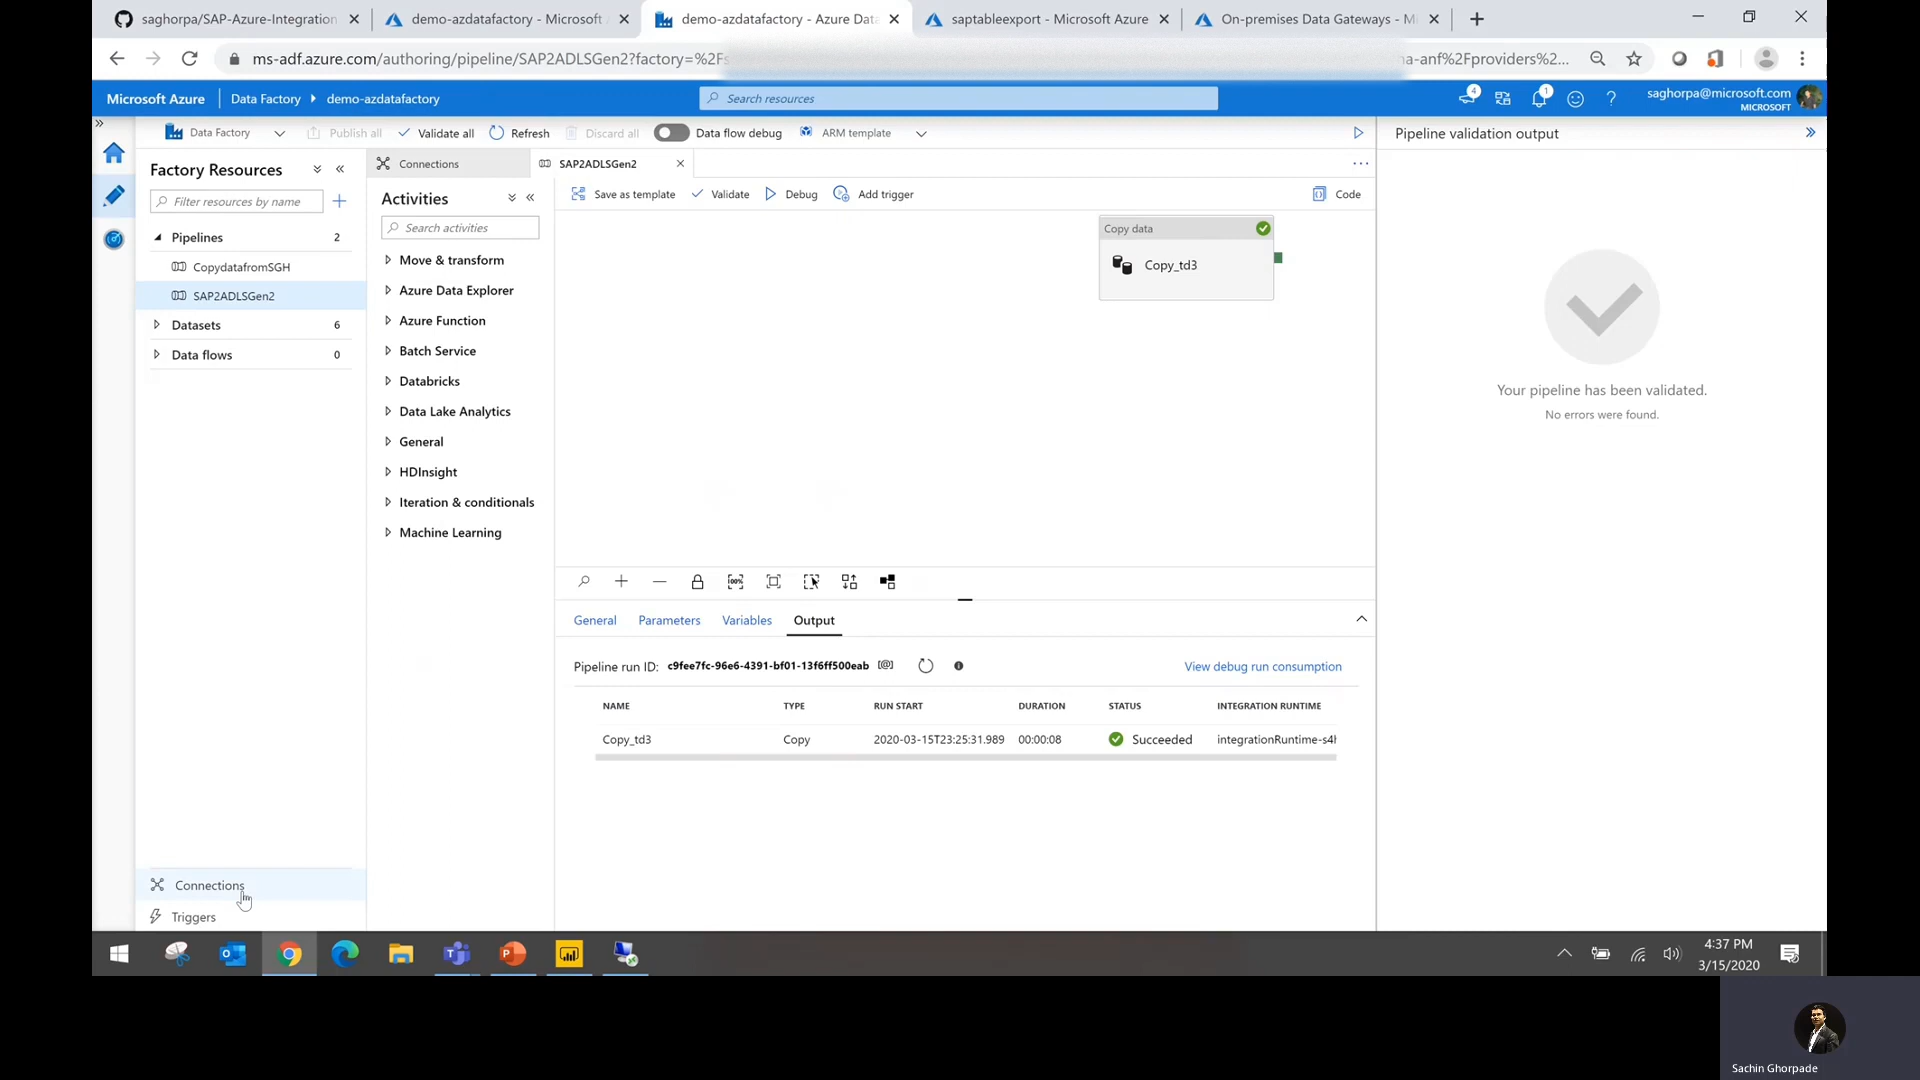 saghorpa/SAP-Azure-Integration
demo-azdatafactory - Microsoft
demo-azdatafactory - Azure Dat
saptableexport - Microsoft Azure
On-premises Data Gateways - M
ms-adf.azure.com/authoring/pipeline/SAP2ADLSGen2?factory=%2Fs
na-anf%2Fproviders%2...
Microsoft Azure
Data Factory
demo-azdatafactory
Search resources
4
1
?
saghorpa@microsoft.com
MICROSOFT
Data Factory
Publish all
Validate all
Refresh
Discard all
Data flow debug
ARM template
Pipeline validation output
Factory Resources
Connections
SAP2ADLSGen2
Filter resources by name
Activities
Save as template
Validate
Debug
Add trigger
Code
Search activities
Pipelines 2
CopydatafromSGH
SAP2ADLSGen2
Datasets 6
Data flows 0
Move & transform
Azure Data Explorer
Azure Function
Batch Service
Databricks
Data Lake Analytics
General
HDInsight
Iteration & conditionals
Machine Learning
Copy data
Copy_td3
Your pipeline has been validated.
No errors were found.
100%
General Parameters Variables Output
Pipeline run ID: c9fee7fc-96e6-4391-bf01-13f6ff500eab [@]
View debug run consumption
NAME TYPE RUN START DURATION STATUS INTEGRATION RUNTIME
Copy_td3 Copy 2020-03-15T23:25:31.989 00:00:08 Succeeded integrationRuntime-s4h
Connections
Triggers
4:37 PM
3/15/2020
Sachin Ghorpade